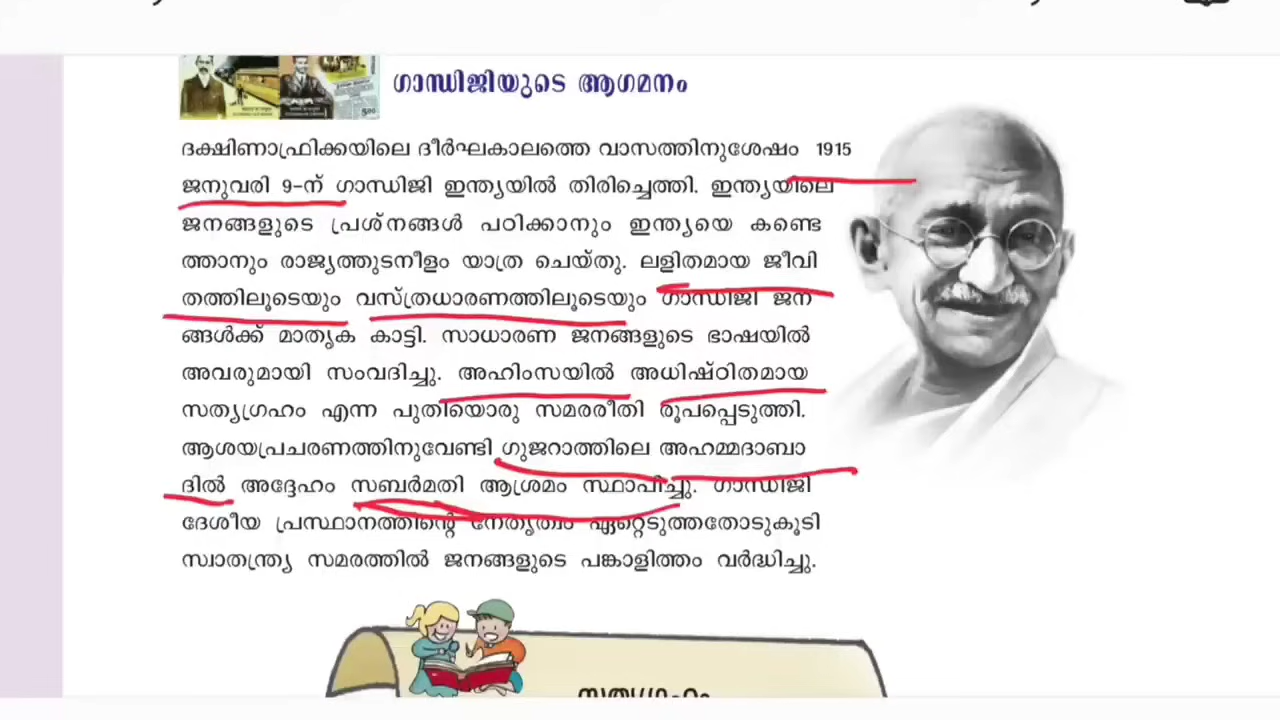 ഗാന്ധിജിയുടെ ആഗമനം
ദക്ഷിണാഫ്രിക്കയിലെ ദീർഘകാലത്തെ വാസത്തിനുശേഷം 1915
ജനുവരി 9-ന് ഗാന്ധിജി ഇന്ത്യയിൽ തിരിച്ചെത്തി. ഇന്ത്യയിലെ
ജനങ്ങളുടെ പ്രശ്നങ്ങൾ പഠിക്കാനും ഇന്ത്യയെ കണ്ടെ
ത്താനും രാജ്യത്തുടനീളം യാത്ര ചെയ്തു. ലളിതമായ ജീവി
തത്തിലൂടെയും വസ്ത്രധാരണത്തിലൂടെയും ഗാന്ധിജി ജന
ങ്ങൾക്ക് മാതൃക കാട്ടി. സാധാരണ ജനങ്ങളുടെ ഭാഷയിൽ
അവരുമായി സംവദിച്ചു. അഹിംസയിൽ അധിഷ്ഠിതമായ
സത്യഗ്രഹം എന്ന പുതിയൊരു സമരരീതി രൂപപ്പെടുത്തി.
ആശയപ്രചരണത്തിനുവേണ്ടി ഗുജറാത്തിലെ അഹമ്മദാബാ
ദിൽ അദ്ദേഹം സബർമതി ആശ്രമം സ്ഥാപിച്ചു. ഗാന്ധിജി
ദേശീയ പ്രസ്ഥാനത്തിന്റെ നേതൃത്വം ഏറ്റെടുത്തതോടുകൂടി
സ്വാതന്ത്ര്യ സമരത്തിൽ ജനങ്ങളുടെ പങ്കാളിത്തം വർദ്ധിച്ചു.
സത്യഗ്രഹം